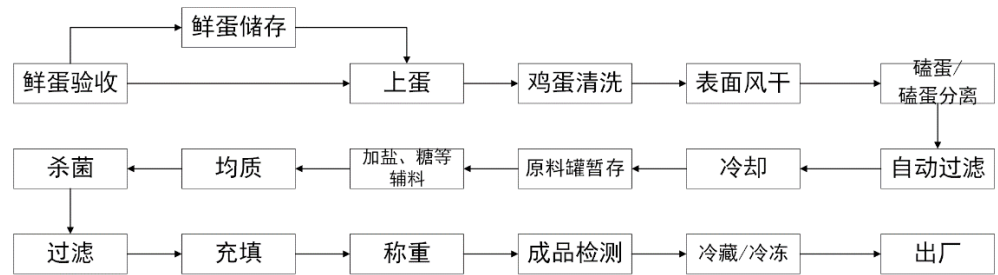 鲜蛋储存
鲜蛋验收
上蛋
鸡蛋清洗
表面风干
磕蛋/
磕蛋分离
自动过滤
冷却
原料罐暂存
加盐、糖等
辅料
均质
杀菌
过滤
充填
称重
成品检测
冷藏/冷冻
出厂